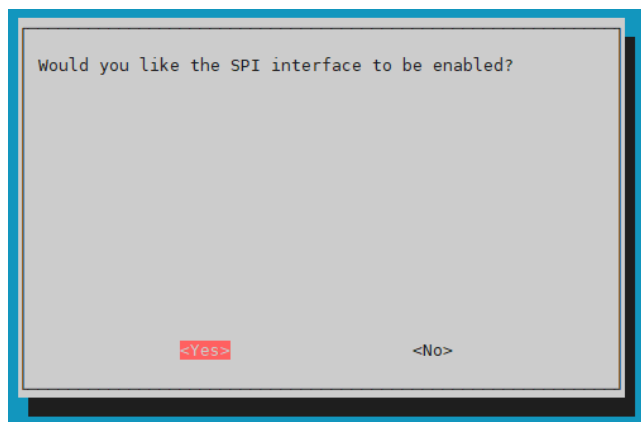 Would you like the SPI interface to be enabled?
<Yes> <No>